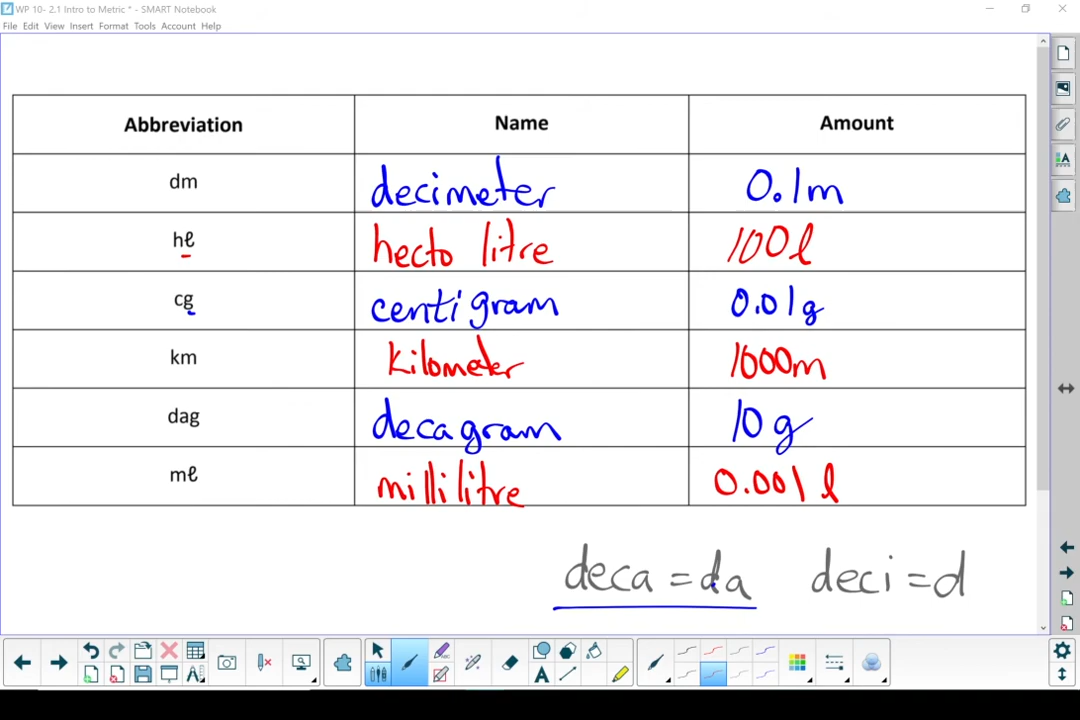 WP 10- 2.1 Intro to Metric * - SMART Notebook
File Edit View Insert Format Tools Account Help
Abbreviation Name Amount
dm decimeter 0.1m
hℓ hecto litre 100l
cg centigram 0.01g
km kilometer 1000m
dag decagram 10g
mℓ millilitre 0.001 l
deca = da deci = d